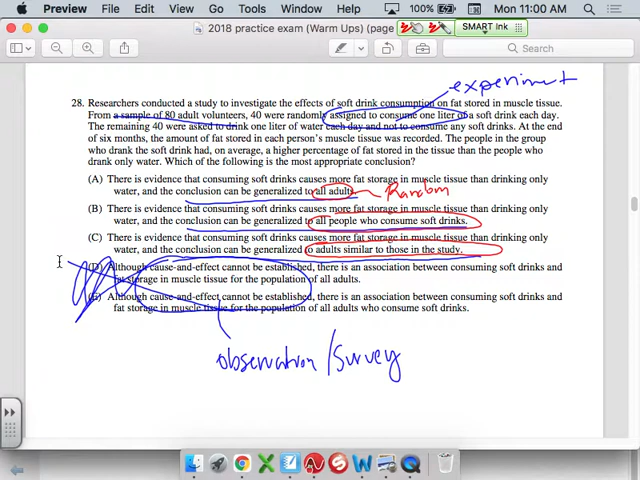 Preview File Edit View Go Tools Window Help 100% Mon 11:00 AM
2018 practice exam (Warm Ups) SMART Ink
Search
experiment
28. Researchers conducted a study to investigate the effects of soft drink consumption on fat stored in muscle tissue.
From a sample of 80 adult volunteers, 40 were randomly assigned to consume one liter of a soft drink each day.
The remaining 40 were asked to drink one liter of water each day and not to consume any soft drinks. At the end
of six months, the amount of fat stored in each person's muscle tissue was recorded. The people in the group
who drank the soft drink had, on average, a higher percentage of fat stored in the tissue than the people who
drank only water. Which of the following is the most appropriate conclusion?
(A) There is evidence that consuming soft drinks causes more fat storage in muscle tissue than drinking only
water, and the conclusion can be generalized to all adults.
Random
(B) There is evidence that consuming soft drinks causes more fat storage in muscle tissue than drinking only
water, and the conclusion can be generalized to all people who consume soft drinks.
(C) There is evidence that consuming soft drinks causes more fat storage in muscle tissue than drinking only
water, and the conclusion can be generalized to adults similar to those in the study.
(D) Although cause-and-effect cannot be established, there is an association between consuming soft drinks and
fat storage in muscle tissue for the population of all adults.
(E) Although cause-and-effect cannot be established, there is an association between consuming soft drinks and
fat storage in muscle tissue for the population of all adults who consume soft drinks.
observation/survey